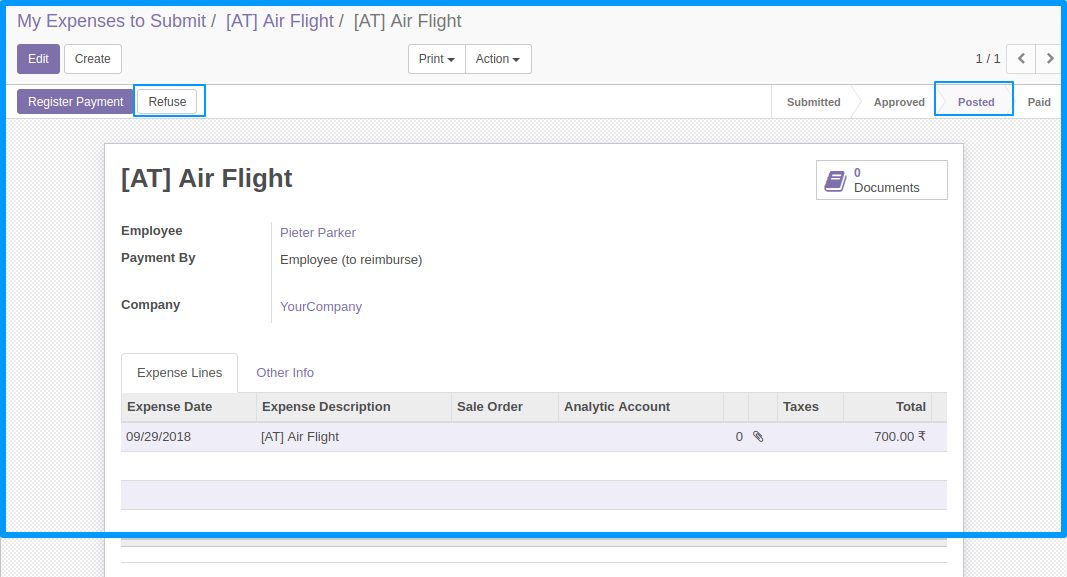 My Expenses to Submit / [AT] Air Flight / [AT] Air Flight
Edit Create Print Action 1 / 1
Register Payment Refuse Submitted Approved Posted Paid
[AT] Air Flight
0
Documents
Employee Pieter Parker
Payment By Employee (to reimburse)
Company YourCompany
Expense Lines Other Info
Expense Date Expense Description Sale Order Analytic Account Taxes Total
09/29/2018 [AT] Air Flight 0 700.00 ₹